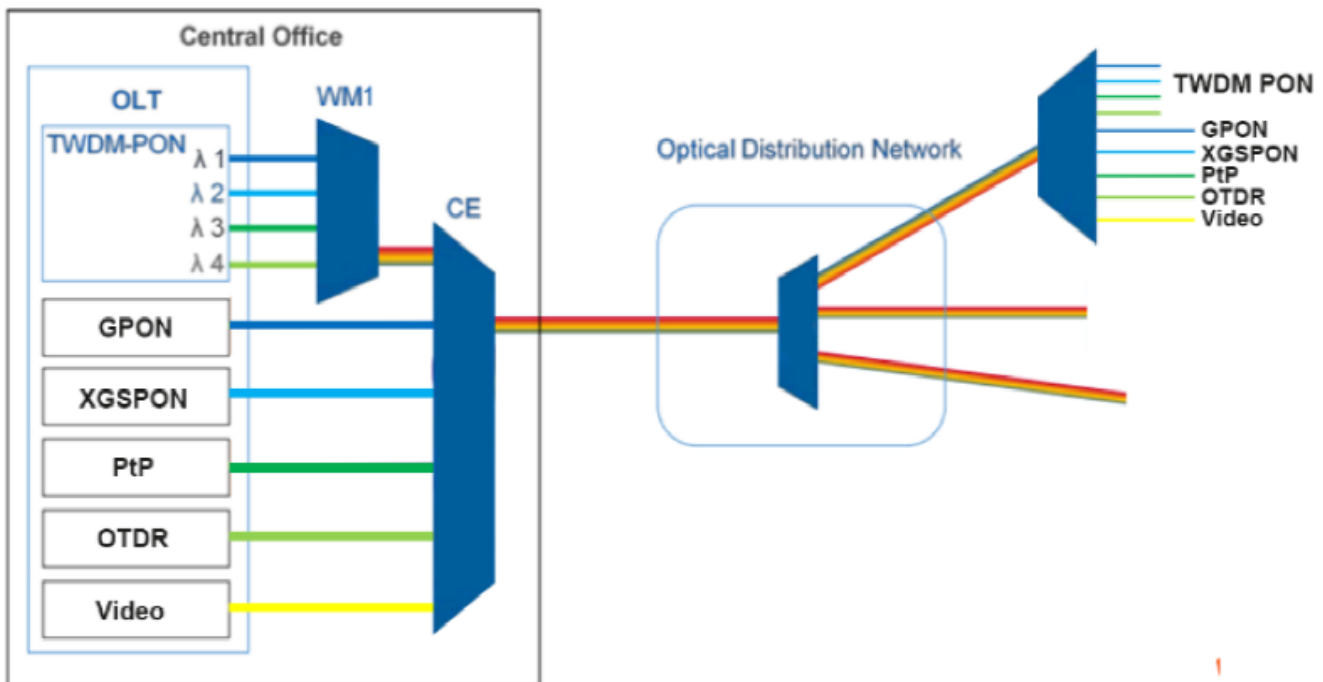 Central Office
OLT
WM1
TWDM-PON
λ 1
λ 2
λ 3
λ 4
CE
GPON
XGSPON
PtP
OTDR
Video
Optical Distribution Network
TWDM PON
GPON
XGSPON
PtP
OTDR
Video